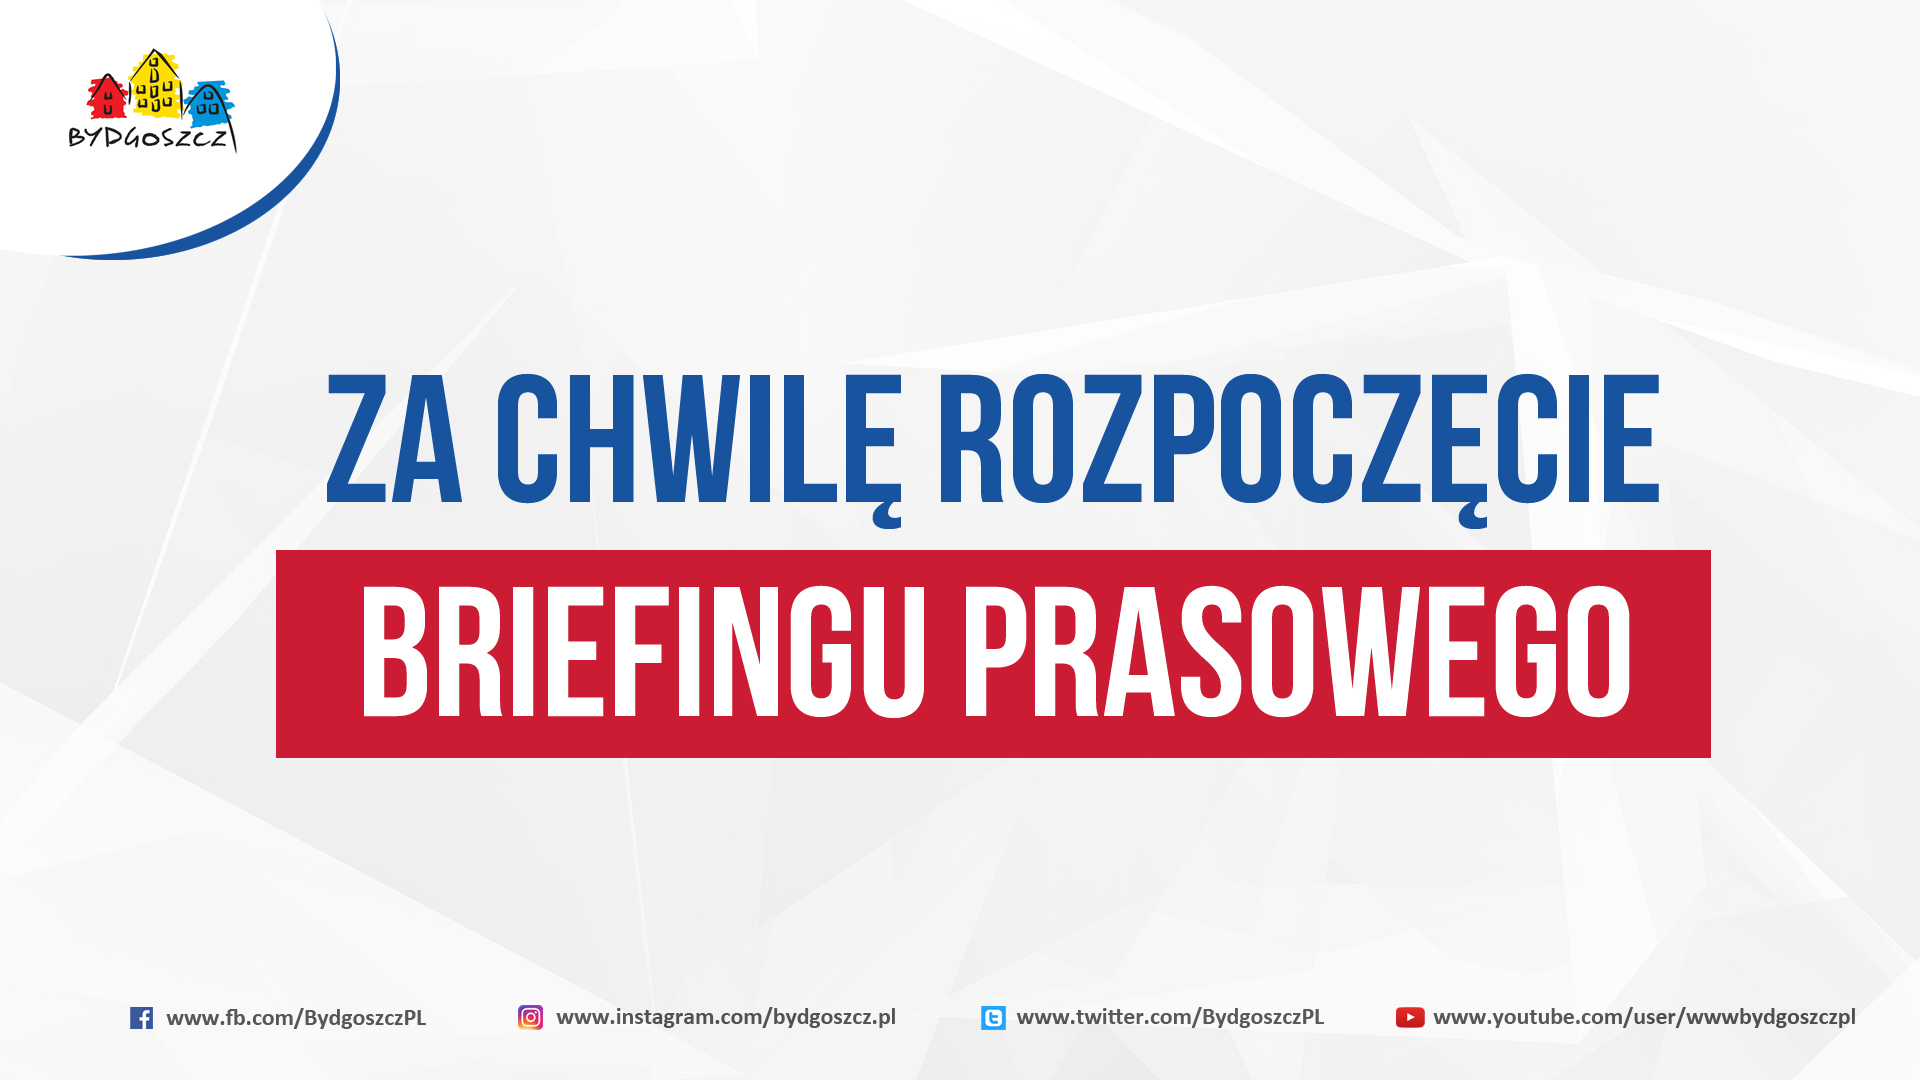 BYDGOSZCZ
ZA CHWILĘ ROZPOCZĘCIE
BRIEFINGU PRASOWEGO
www.fb.com/BydgoszczPL
www.instagram.com/bydgoszcz.pl
www.twitter.com/BydgoszczPL
www.youtube.com/user/wwwbydgoszczpl